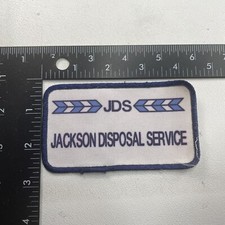 JDS
JACKSON DISPOSAL SERVICE